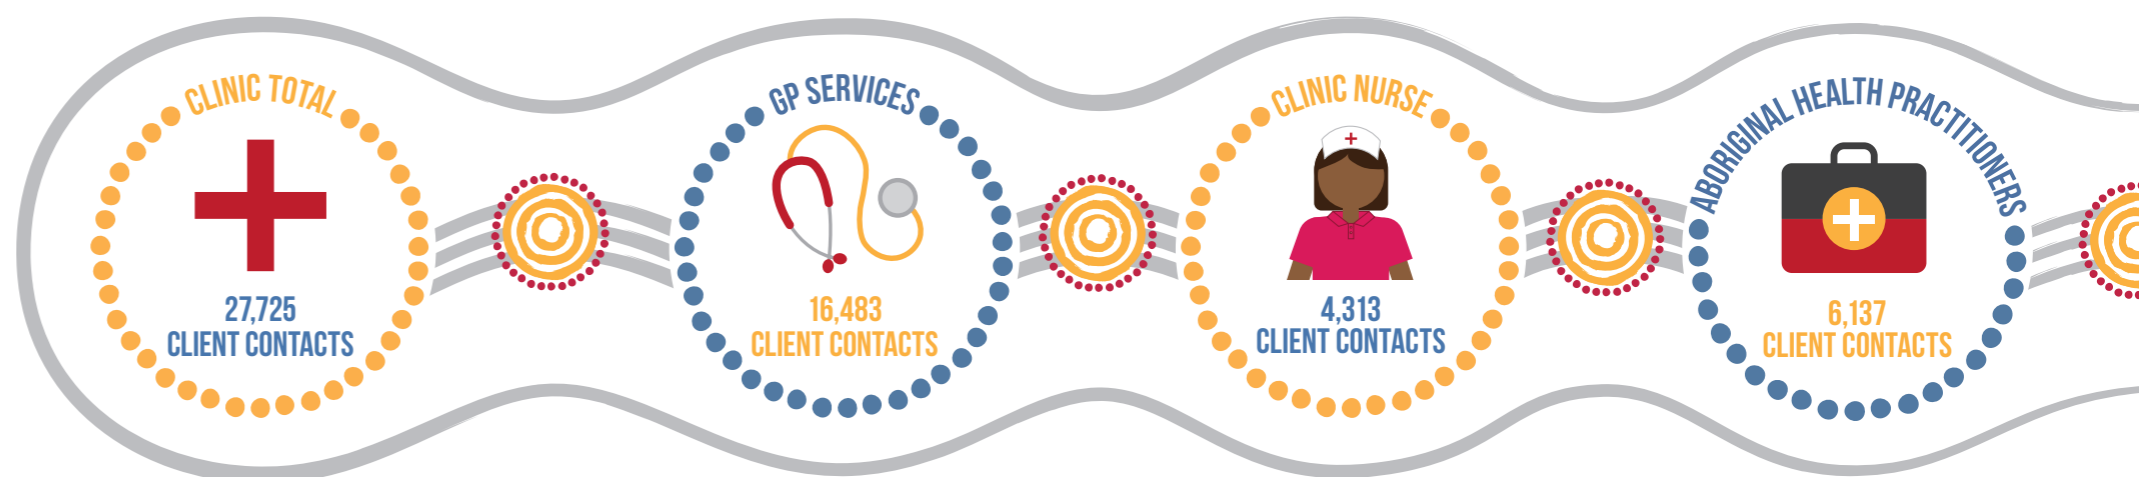 CLINIC TOTAL
27,725
CLIENT CONTACTS
GP SERVICES
16,483
CLIENT CONTACTS
CLINIC NURSE
4,313
CLIENT CONTACTS
ABORIGINAL HEALTH PRACTITIONERS
6,137
CLIENT CONTACTS